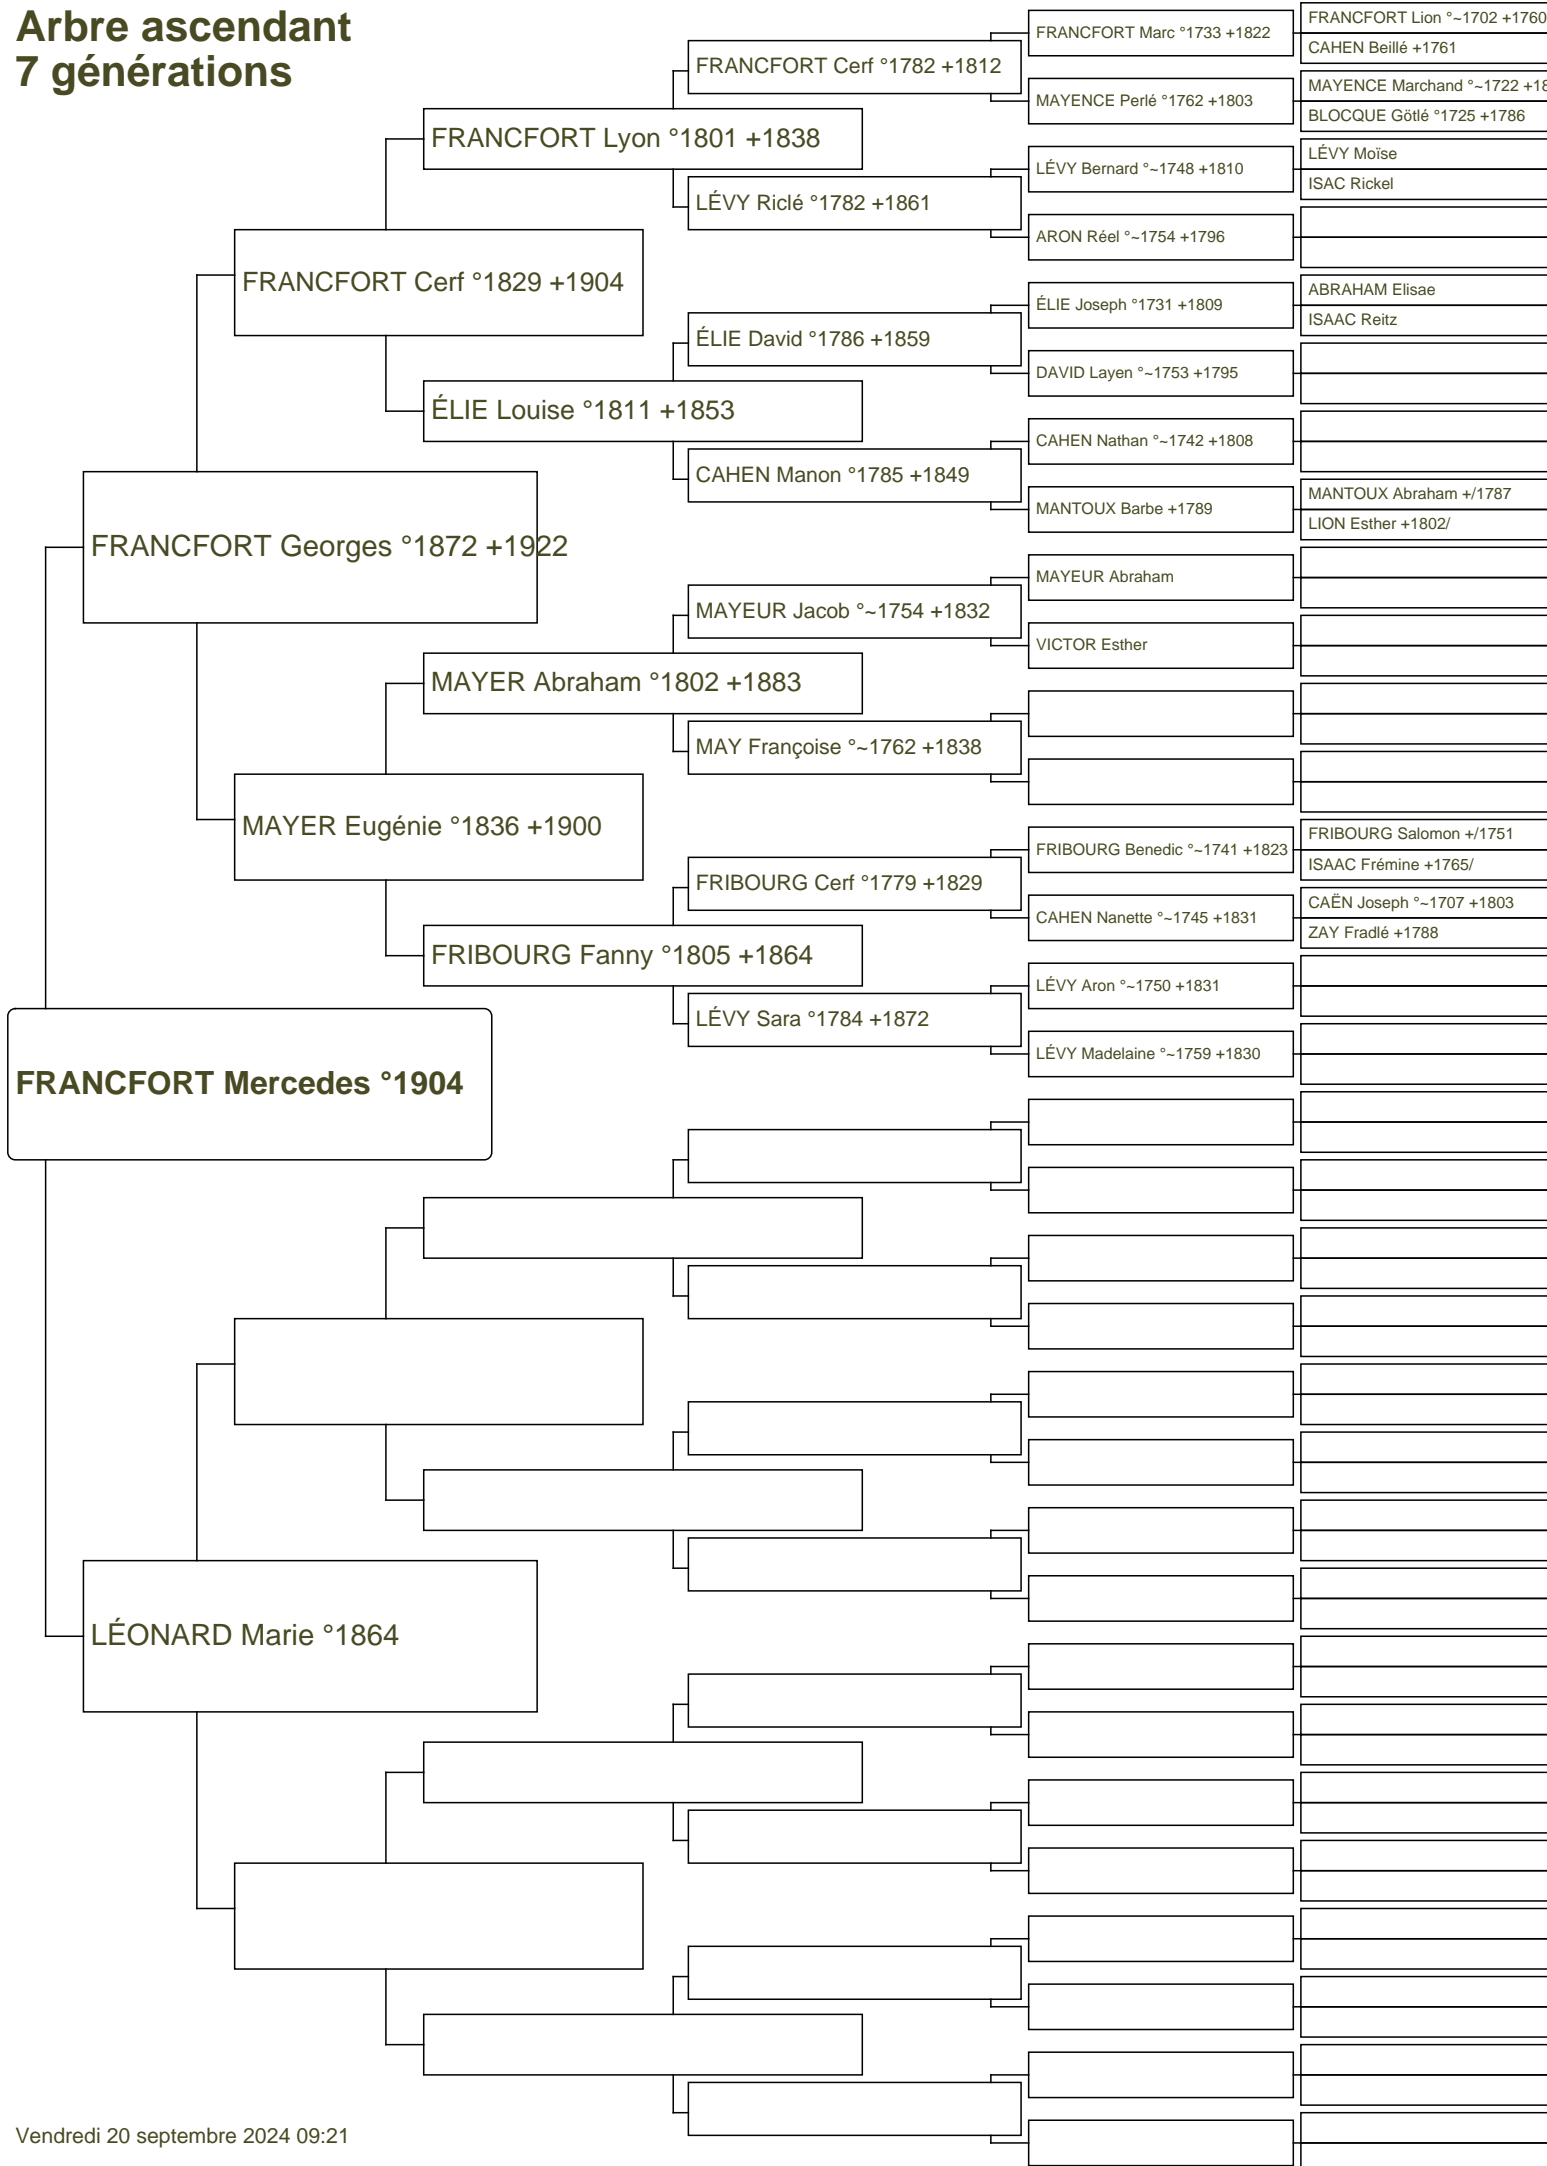 Arbre ascendant
7 générations
FRANCFORT Mercedes °1904
FRANCFORT Georges °1872 +1922
LÉONARD Marie °1864
FRANCFORT Cerf °1829 +1904
MAYER Eugénie °1836 +1900
FRANCFORT Lyon °1801 +1838
ÉLIE Louise °1811 +1853
MAYER Abraham °1802 +1883
FRIBOURG Fanny °1805 +1864
FRANCFORT Cerf °1782 +1812
LÉVY Riclé °1782 +1861
ÉLIE David °1786 +1859
CAHEN Manon °1785 +1849
MAYEUR Jacob °~1754 +1832
MAY Françoise °~1762 +1838
FRIBOURG Cerf °1779 +1829
LÉVY Sara °1784 +1872
FRANCFORT Marc °1733 +1822
MAYENCE Perlé °1762 +1803
LÉVY Bernard °~1748 +1810
ARON Réel °~1754 +1796
ÉLIE Joseph °1731 +1809
DAVID Layen °~1753 +1795
CAHEN Nathan °~1742 +1808
MANTOUX Barbe +1789
MAYEUR Abraham
VICTOR Esther
FRIBOURG Benedic °~1741 +1823
CAHEN Nanette °~1745 +1831
LÉVY Aron °~1750 +1831
LÉVY Madelaine °~1759 +1830
FRANCFORT Lion °~1702 +1760
CAHEN Beillé +1761
MAYENCE Marchand °~1722
BLOCQUE Götlé °1725 +1786
LÉVY Moïse
ISAC Rickel
ABRAHAM Elisae
ISAAC Reitz
MANTOUX Abraham +/1787
LION Esther +1802/
FRIBOURG Salomon +/1751
ISAAC Frémine +1765/
CAËN Joseph °~1707 +1803
ZAY Fradlé +1788
Vendredi 20 septembre 2024 09:21